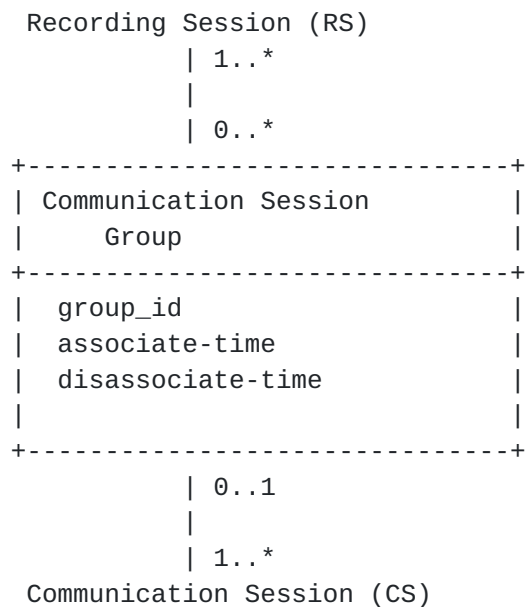 Recording Session (RS)
| 1..*
|
| 0..*
+-------------------------------+
| Communication Session |
| Group |
+-------------------------------+
| group_id |
| associate-time |
| disassociate-time |
| |
+-------------------------------+
| 0..1
|
| 1..*
Communication Session (CS)